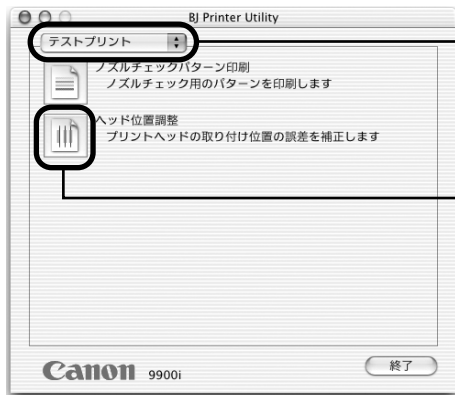 BJ Printer Utility
テストプリント
ノズルチェックパターン印刷
ノズルチェック用のパターンを印刷します
ヘッド位置調整
プリントヘッドの取り付け位置の誤差を補正します
Canon 9900i
終了